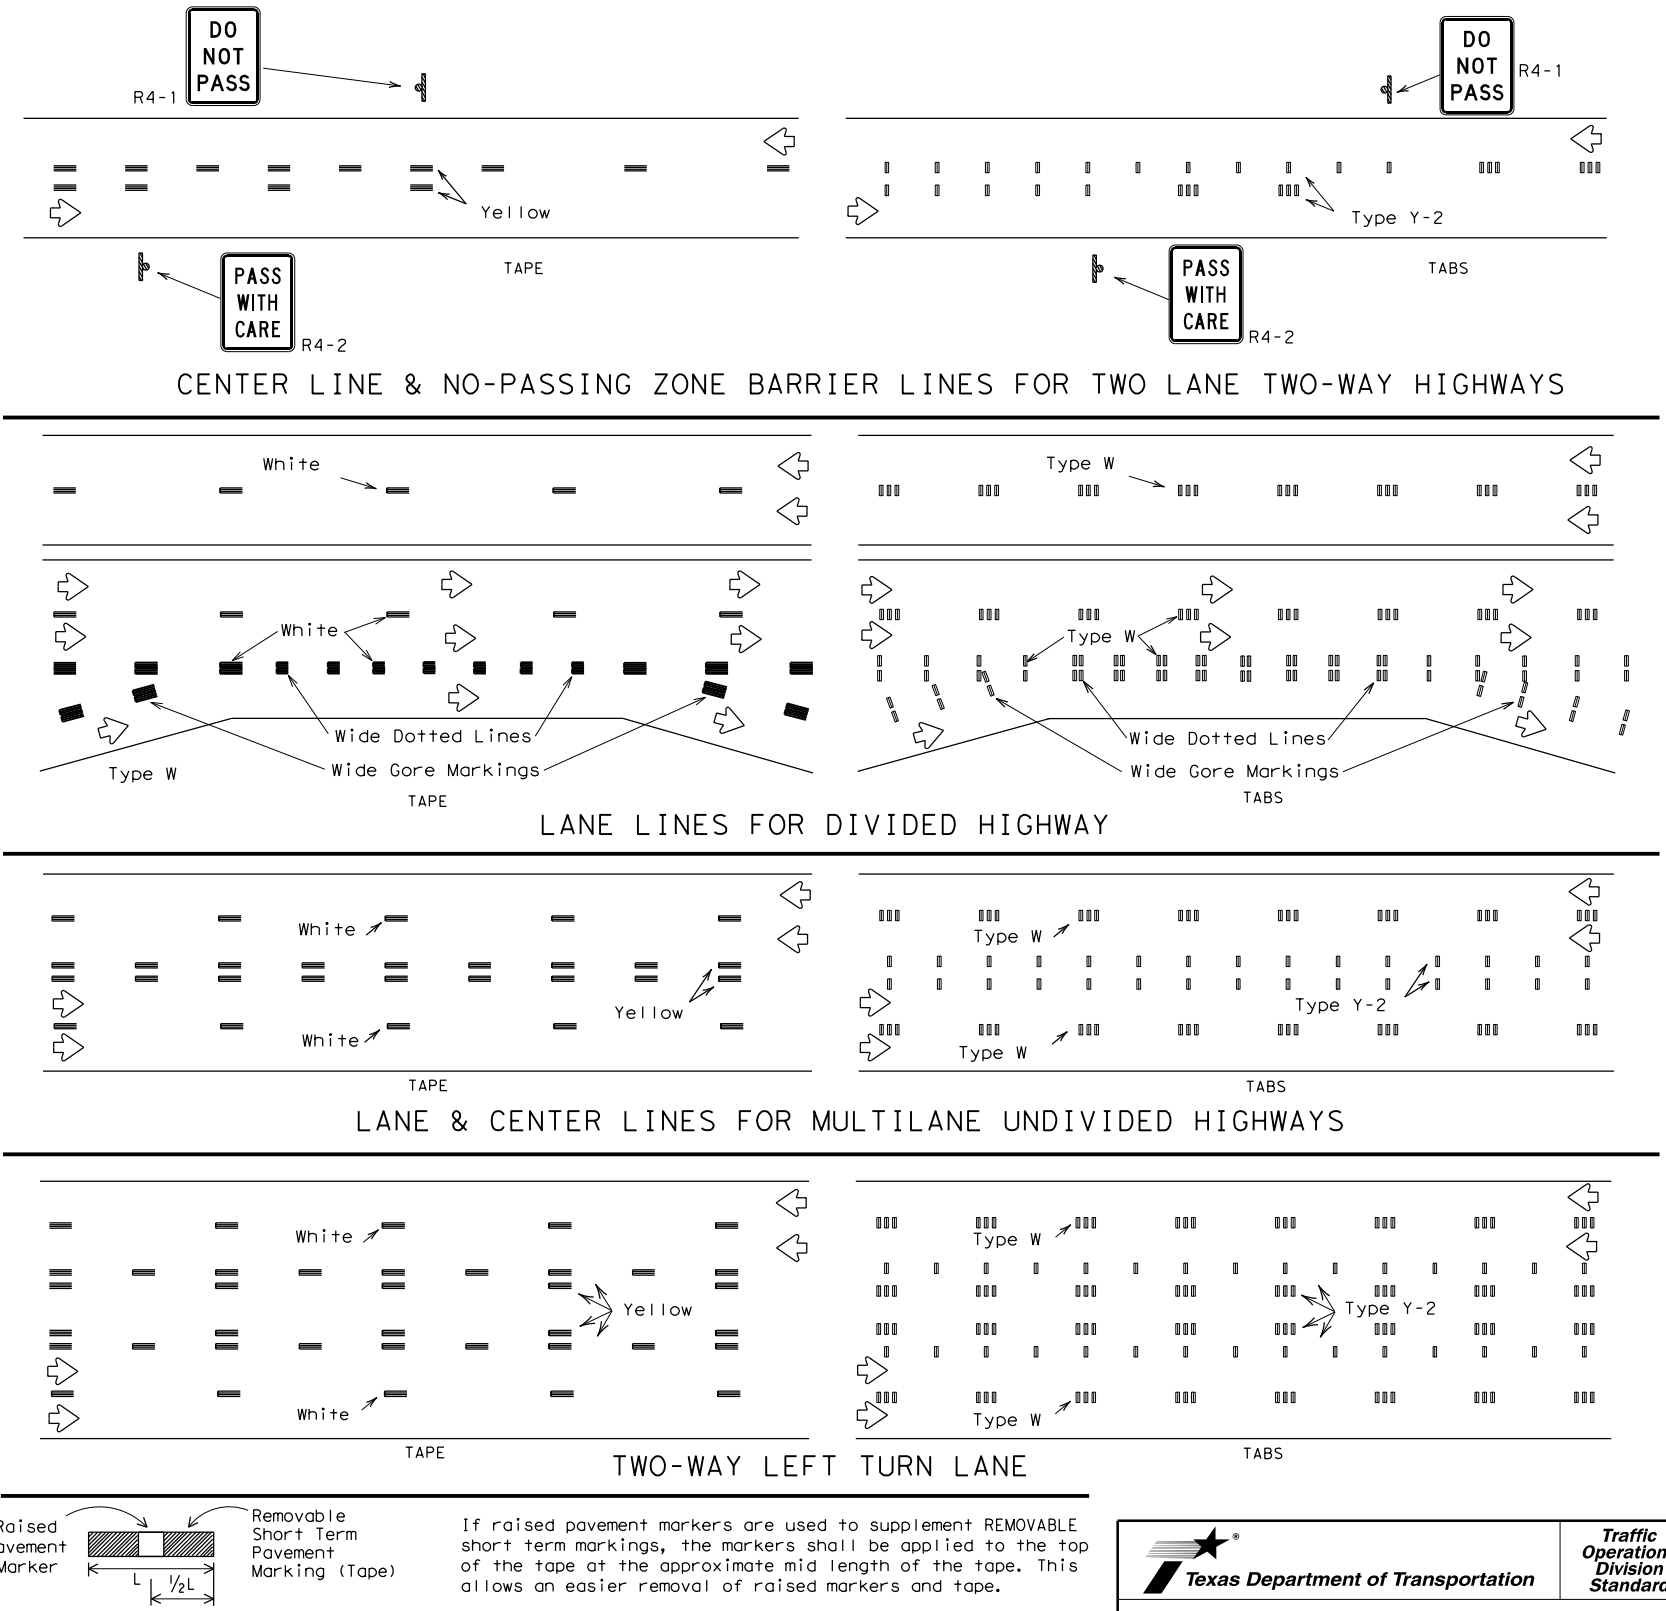 DO
NOT
PASS
R4-1
DO
NOT
PASS
R4-1
Yellow
Type Y-2
PASS
WITH
CARE
R4-2
TAPE
PASS
WITH
CARE
R4-2
TABS
CENTER LINE & NO-PASSING ZONE BARRIER LINES FOR TWO LANE TWO-WAY HIGHWAYS
White
Type W
White
Type W
Wide Dotted Lines
Wide Dotted Lines
Type W
Wide Gore Markings
Wide Gore Markings
TAPE
TABS
LANE LINES FOR DIVIDED HIGHWAY
White
Type W
Yellow
Type Y-2
White
Type W
TAPE
TABS
LANE & CENTER LINES FOR MULTILANE UNDIVIDED HIGHWAYS
White
Type W
Yellow
Type Y-2
White
Type W
TAPE
TABS
TWO-WAY LEFT TURN LANE
Raised
avement
Marker
L
1/2L
Removable
Short Term
Pavement
Marking (Tape)
If raised pavement markers are used to supplement REMOVABLE
short term markings, the markers shall be applied to the top
of the tape at the approximate mid length of the tape. This
allows an easier removal of raised markers and tape.
®
Texas Department of Transportation
Traffic
Operation
Division
Standard